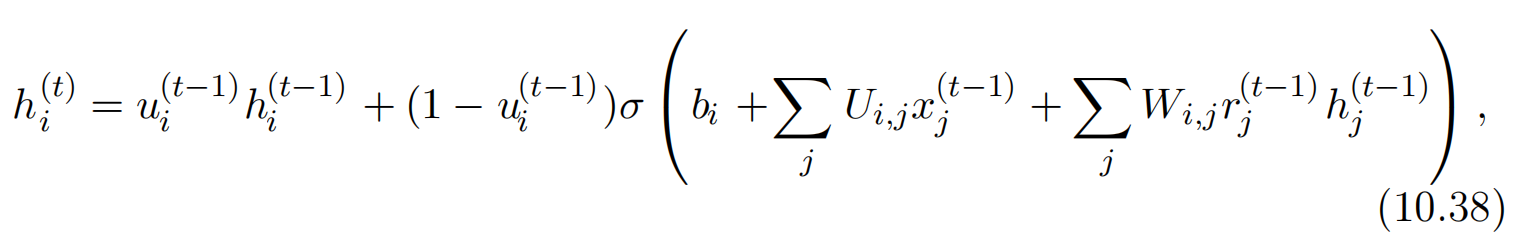 h_i^{(t)} = u_i^{(t-1)} h_i^{(t-1)} + (1 - u_i^{(t-1)}) σ ( b_i + ∑_j U_{i,j} x_j^{(t-1)} + ∑_j W_{i,j} r_j^{(t-1)} h_j^{(t-1)} ) ,
(10.38)